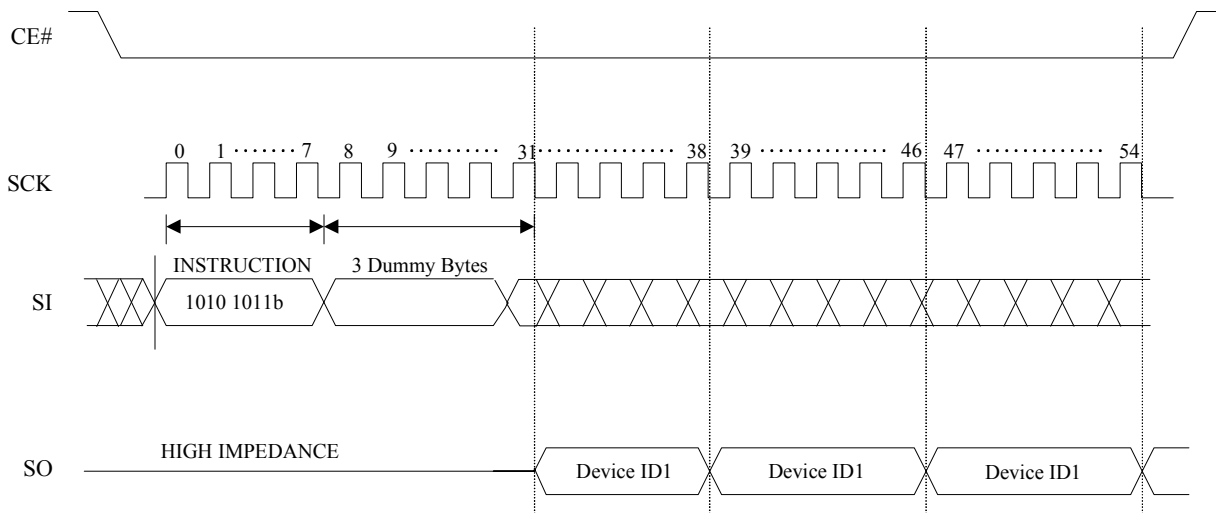 CE#
0 1 ······· 7 8 9 ·········· 31 ··············· 38 39 ············ 46 47 ············ 54
SCK
INSTRUCTION 3 Dummy Bytes
SI 1010 1011b
HIGH IMPEDANCE
SO Device ID1 Device ID1 Device ID1